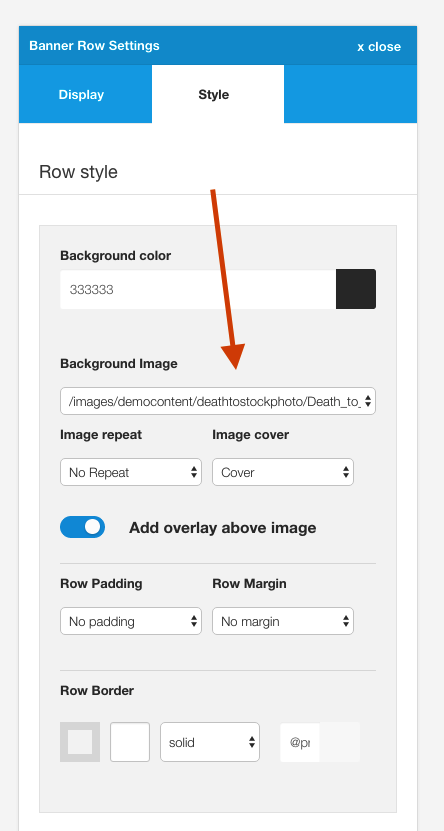 Banner Row Settings x close
Display Style
Row style
Background color
333333
Background Image
/images/democontent/deathtostockphoto/Death_to_
Image repeat Image cover
No Repeat Cover
Add overlay above image
Row Padding Row Margin
No padding No margin
Row Border
solid @pr